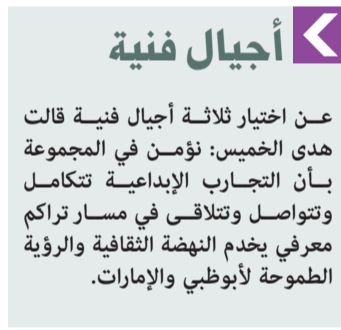 أجيال فنية
عن اختيار ثلاثة أجيال فنية قالت
هدى الخميس: نؤمن في المجموعة
بأن التجارب الإبداعية تتكامل
وتتواصل وتتلاقى في مسار تراكم
معرفي يخدم النهضة الثقافية والرؤية
الطموحة لأبوظبي والإمارات.